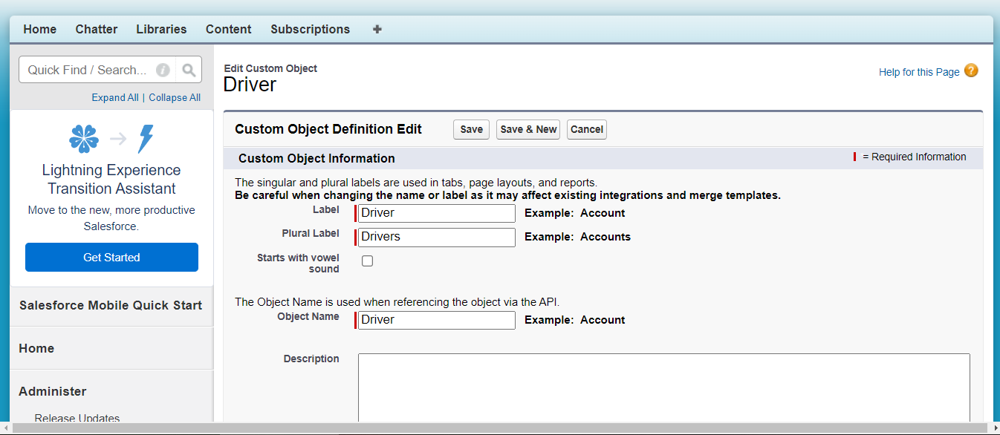 Home Chatter Libraries Content Subscriptions
Quick Find / Search...
Expand All | Collapse All
Lightning Experience
Transition Assistant
Move to the new, more productive
Salesforce.
Get Started
Salesforce Mobile Quick Start
Home
Administer
Release Updates
Edit Custom Object
Driver
Help for this Page ?
Custom Object Definition Edit Save Save & New Cancel
Custom Object Information = Required Information
The singular and plural labels are used in tabs, page layouts, and reports.
Be careful when changing the name or label as it may affect existing integrations and merge templates.
Label Driver Example: Account
Plural Label Drivers Example: Accounts
Starts with vowel
sound
The Object Name is used when referencing the object via the API.
Object Name Driver Example: Account
Description